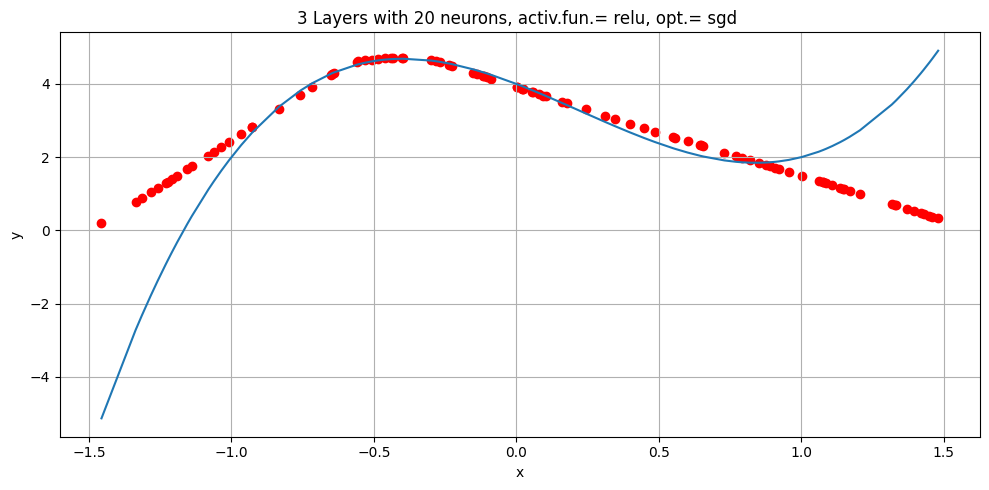 3 Layers with 20 neurons, activ.fun.= relu, opt.= sgd
4
2
0
−2
−4
y
−1.5 −1.0 −0.5 0.0 0.5 1.0 1.5
x